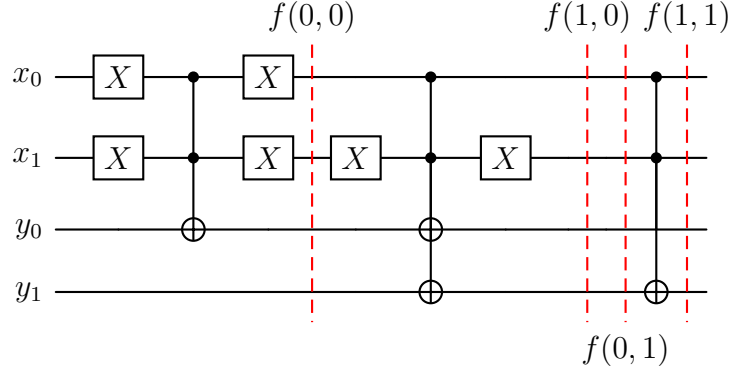 f(0,0) f(1,0) f(1,1)
x₀ X X
x₁ X X X X
y₀
y₁
f(0,1)